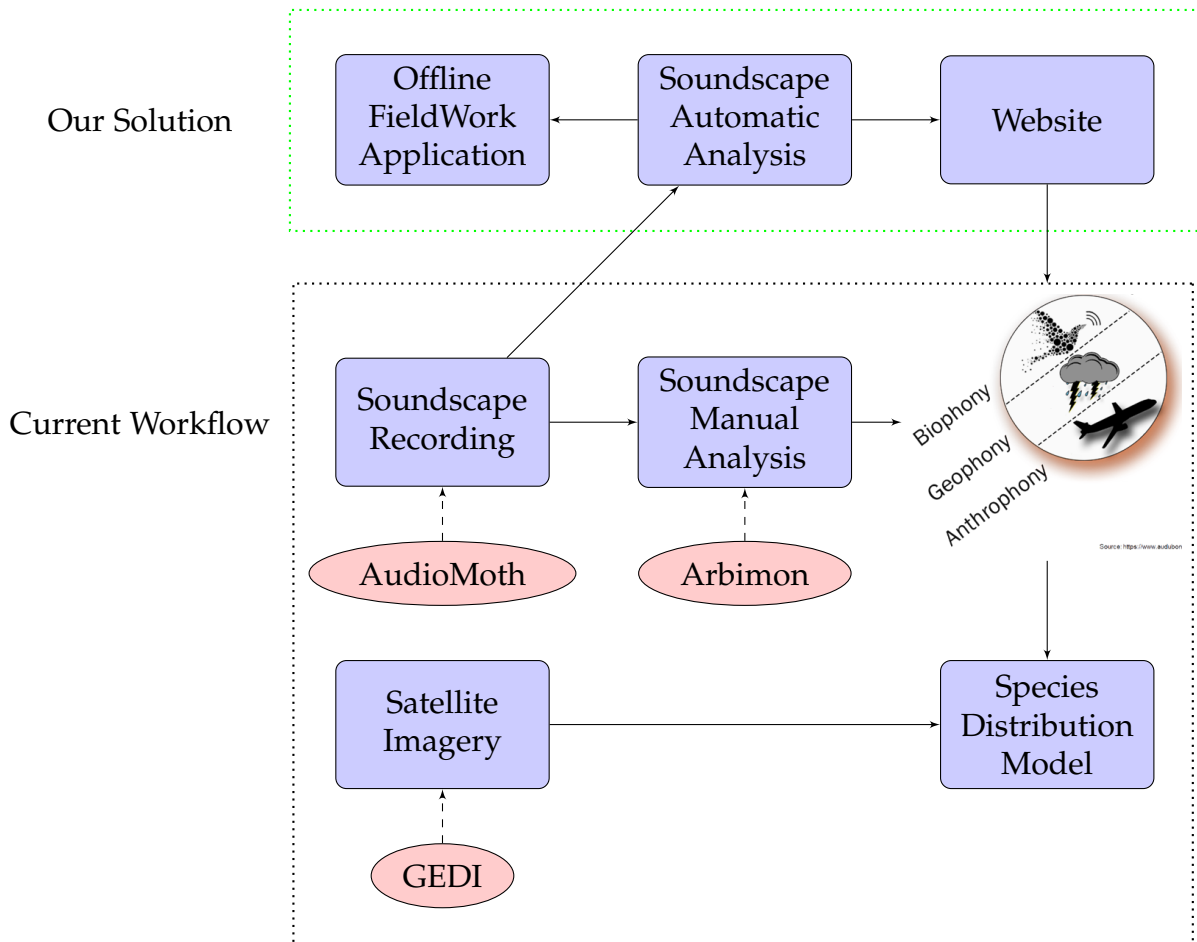 Our Solution
Offline
FieldWork
Application
Soundscape
Automatic
Analysis
Website
Current Workflow
Soundscape
Recording
Soundscape
Manual
Analysis
Biophony
Geophony
Anthrophony
Source: https://www.audubon
AudioMoth
Arbimon
Satellite
Imagery
Species
Distribution
Model
GEDI